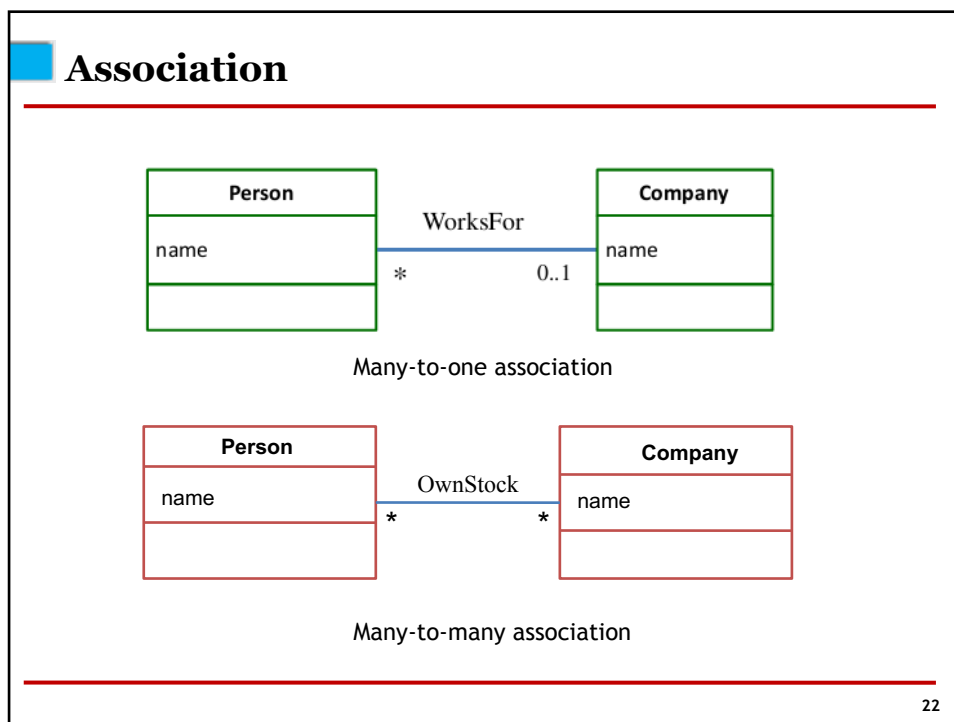 Association
Person
Company
WorksFor
name
name
* 0..1
Many-to-one association
Person
Company
OwnStock
name
name
* *
Many-to-many association
22